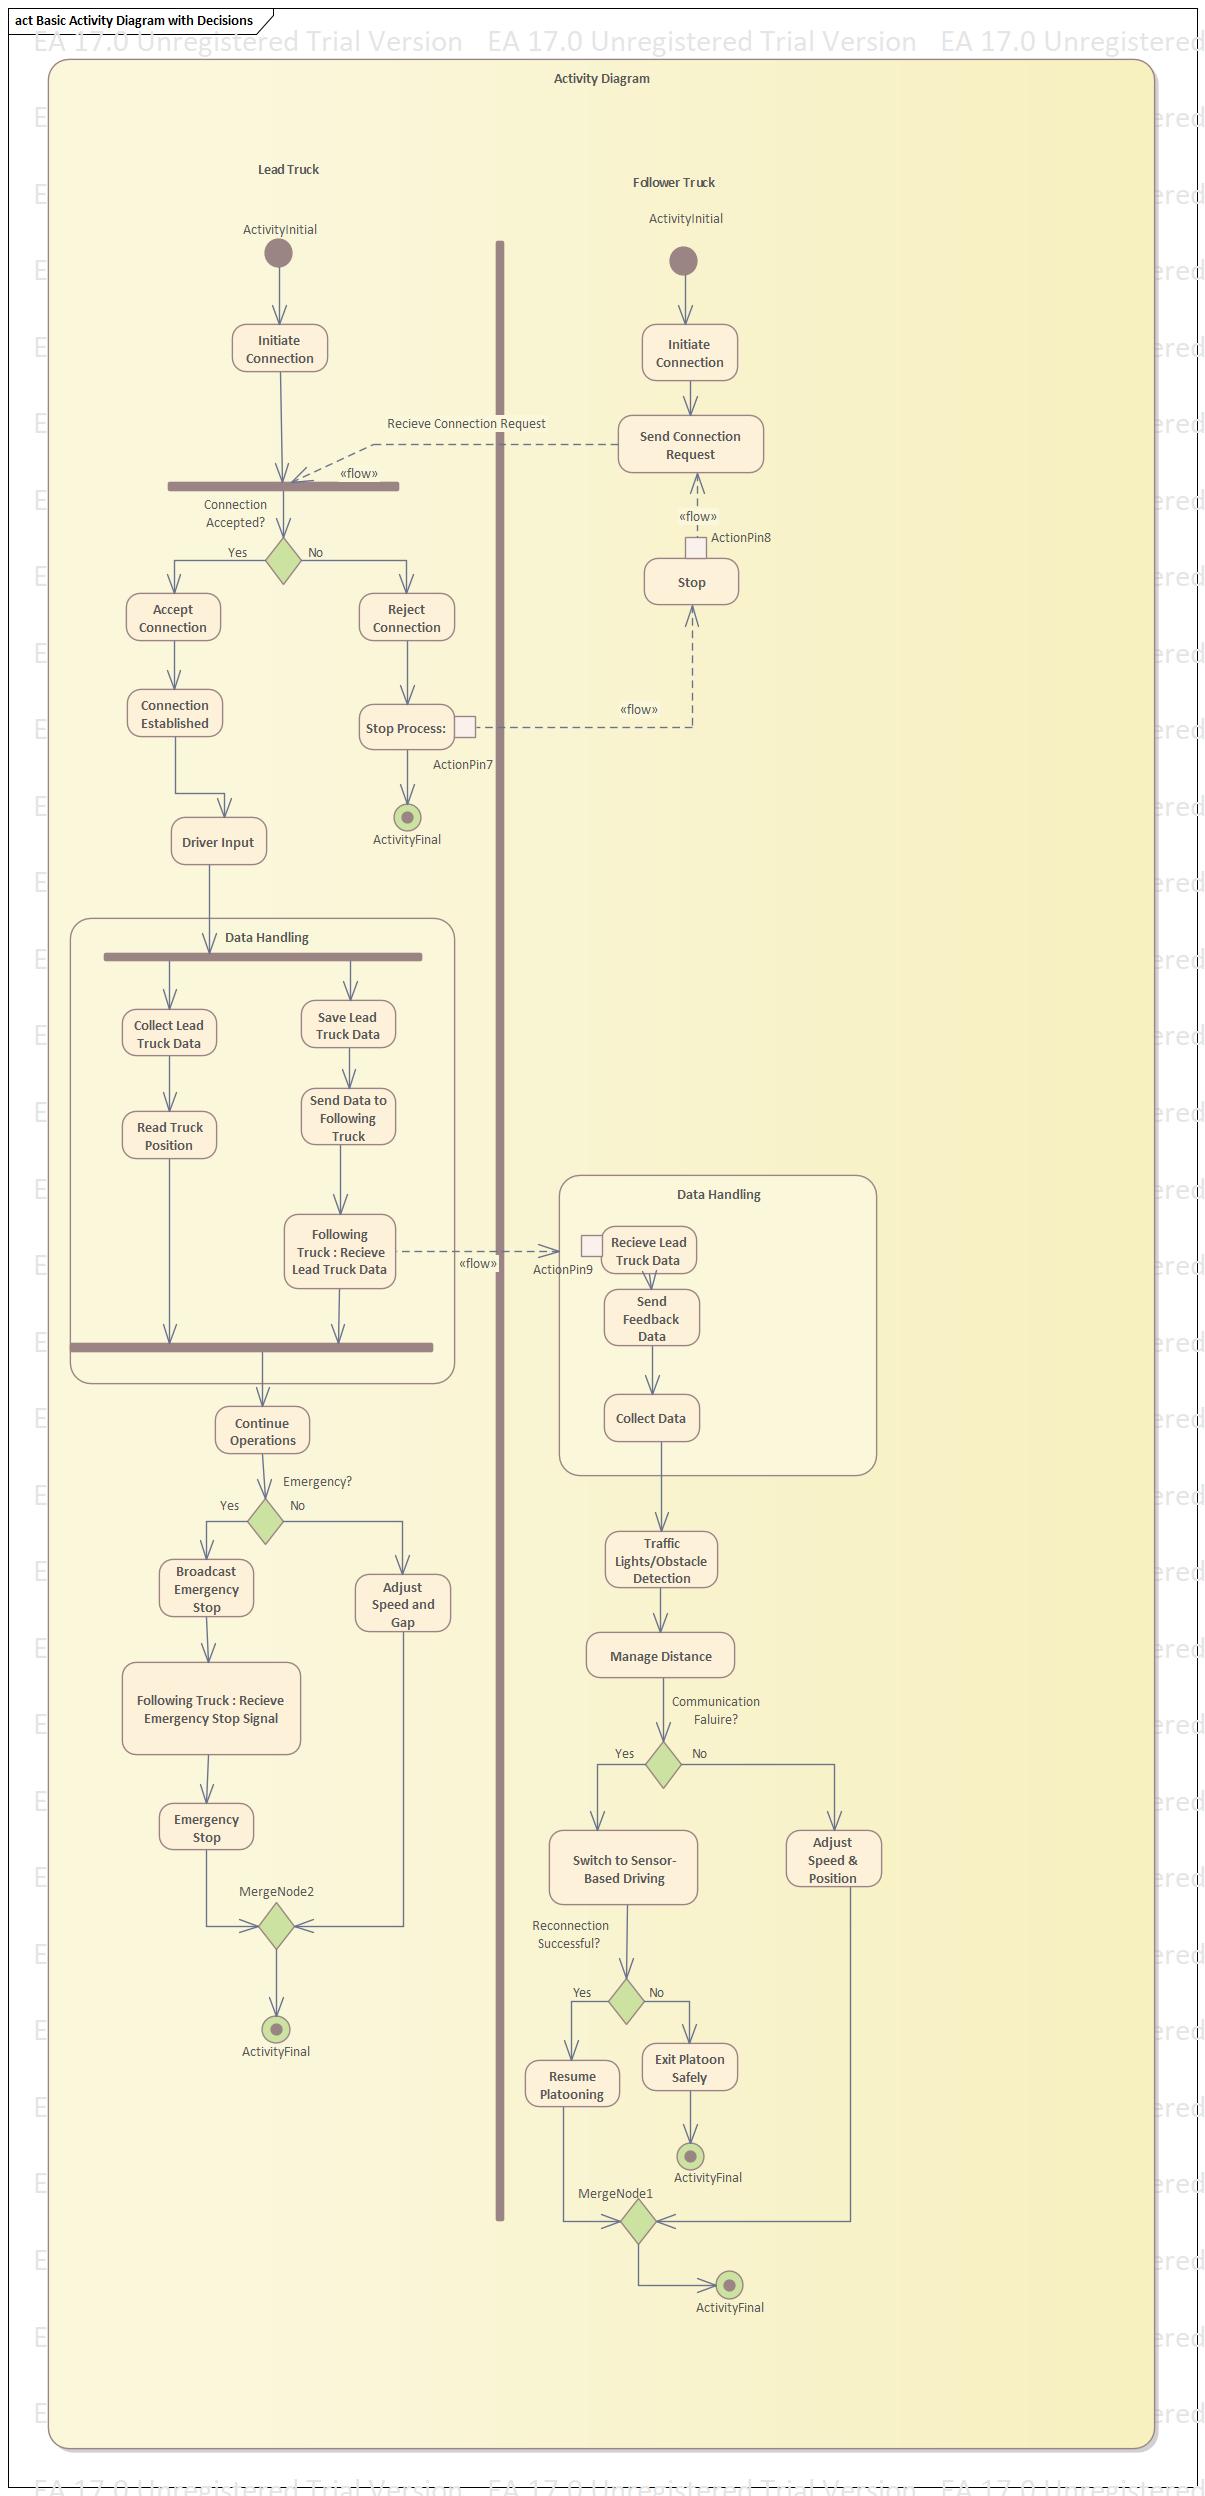 act Basic Activity Diagram with Decisions
EA 17.0 Unregistered Trial Version EA 17.0 Unregistered Trial Version EA 17.0 Unregistered
Activity Diagram
Lead Truck
ActivityInitial
Initiate
Connection
Connection
Accepted?
Yes
No
Accept
Connection
Reject
Connection
Connection
Established
Stop Process:
ActionPin7
ActivityFinal
Driver Input
Data Handling
Collect Lead
Truck Data
Save Lead
Truck Data
Read Truck
Position
Send Data to
Following
Truck
Following
Truck : Recieve
Lead Truck Data
Continue
Operations
Emergency?
Yes
No
Broadcast
Emergency
Stop
Adjust
Speed and
Gap
Following Truck : Recieve
Emergency Stop Signal
Emergency
Stop
MergeNode2
ActivityFinal
Follower Truck
ActivityInitial
Initiate
Connection
Send Connection
Request
Recieve Connection Request
«flow»
«flow»
ActionPin8
Stop
«flow»
Data Handling
Recieve Lead
Truck Data
«flow»
ActionPin9
Send
Feedback
Data
Collect Data
Traffic
Lights/Obstacle
Detection
Manage Distance
Communication
Faluire?
Yes
No
Switch to Sensor-
Based Driving
Adjust
Speed &
Position
Reconnection
Successful?
Yes
No
Resume
Platooning
Exit Platoon
Safely
ActivityFinal
MergeNode1
ActivityFinal
EA 17.0 Unregistered Trial Version EA 17.0 Unregistered Trial Version EA 17.0 Unregistered